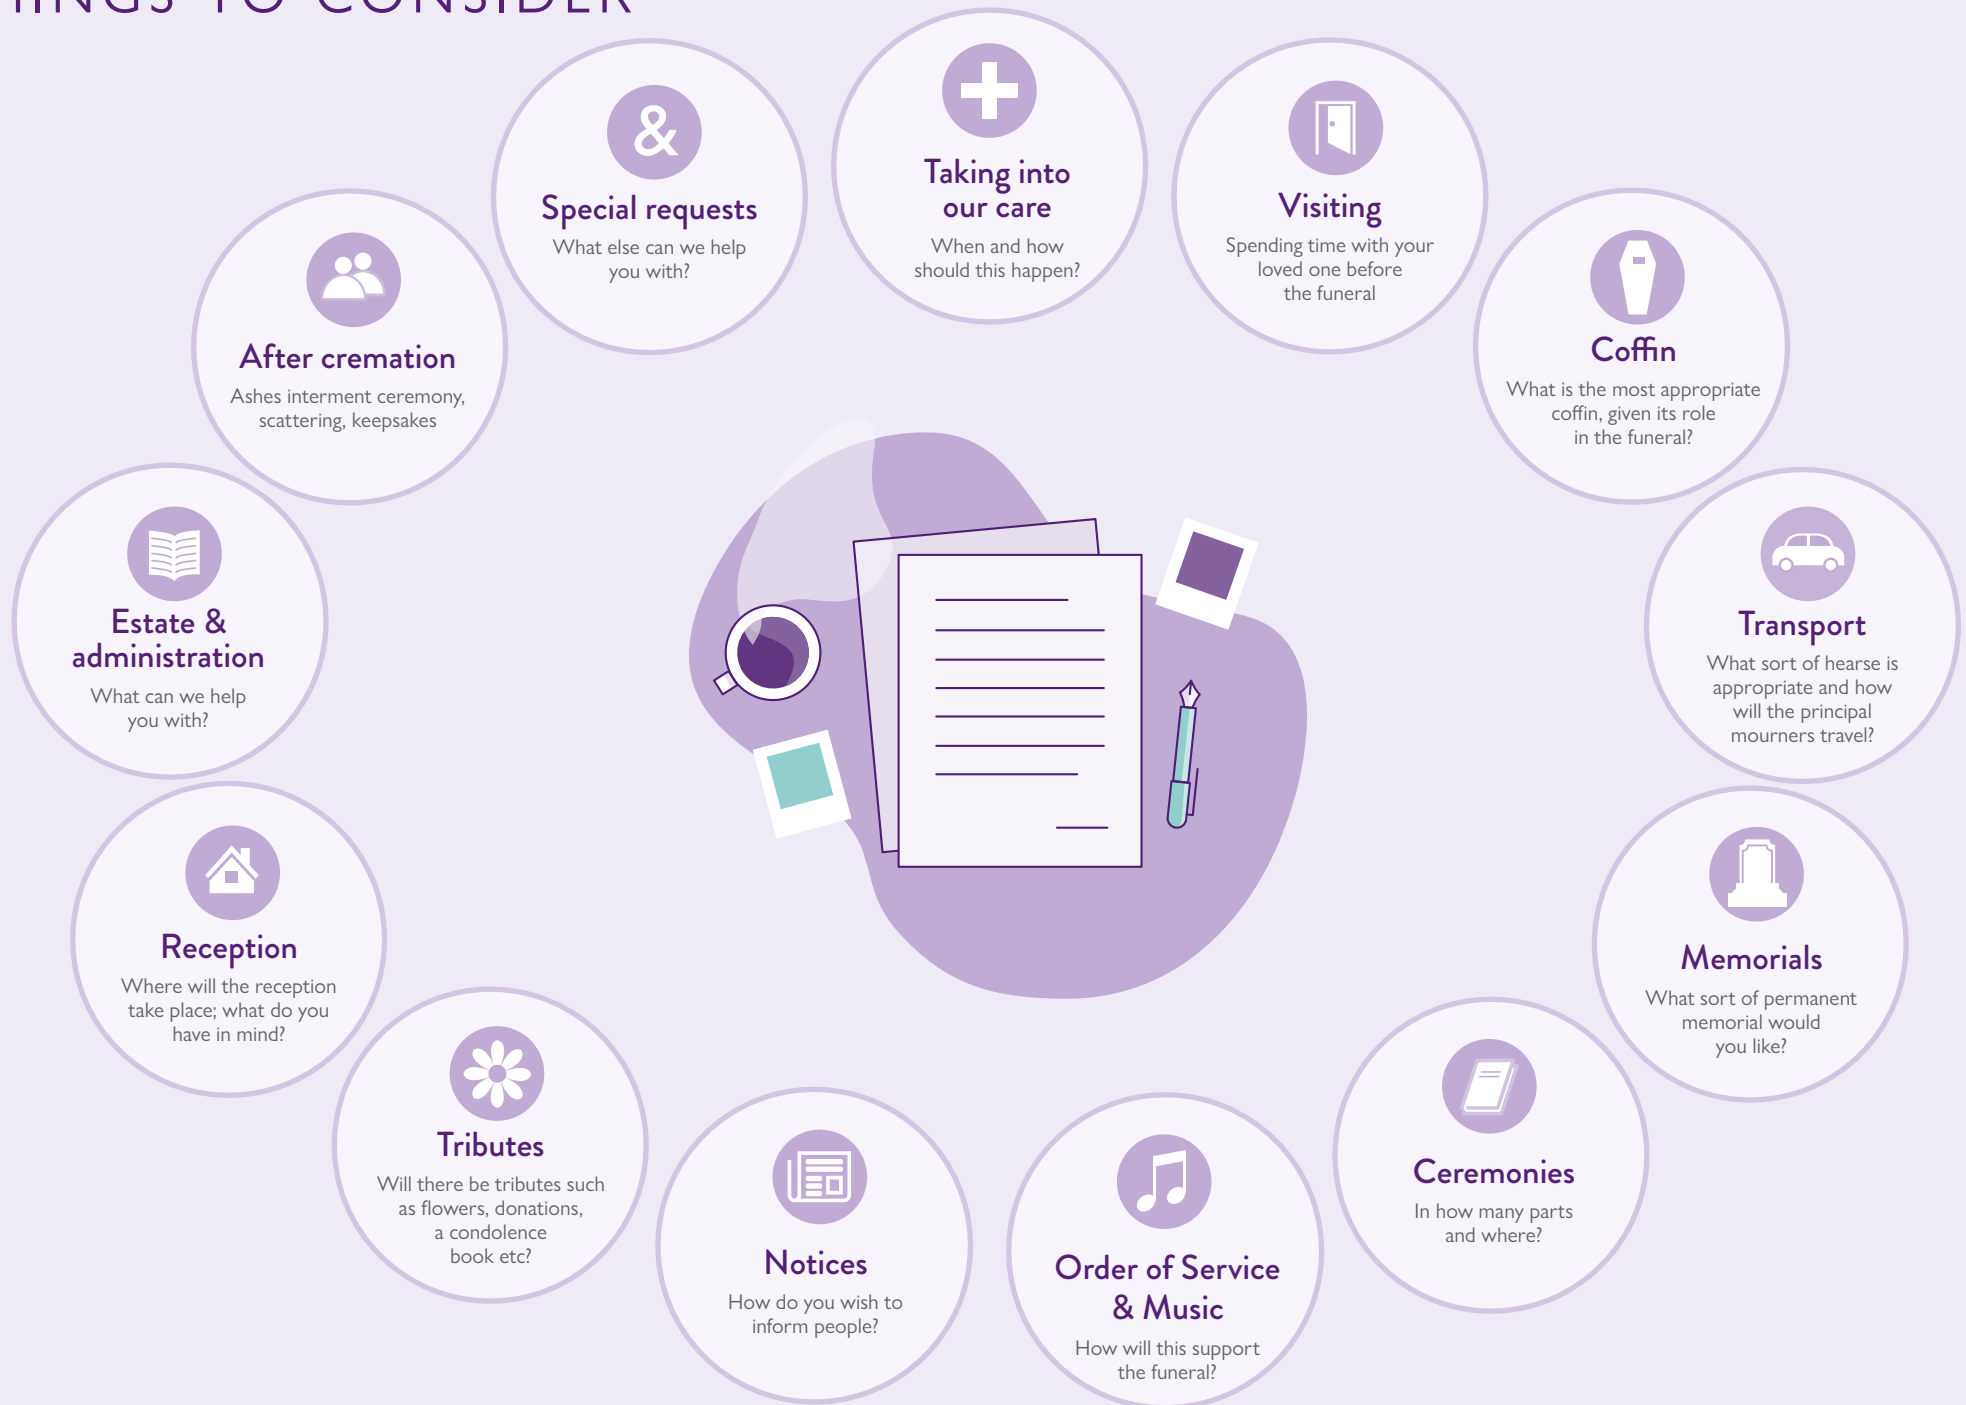 TO CONSIDER
Special requests
What else can we help
you with?
Taking into
our care
When and how
should this happen?
Visiting
Spending time with your
loved one before
the funeral
Coffin
What is the most appropriate
coffin, given its role
in the funeral?
Transport
What sort of hearse is
appropriate and how
will the principal
mourners travel?
Memorials
What sort of permanent
memorial would
you like?
Ceremonies
In how many parts
and where?
Order of Service
& Music
How will this support
the funeral?
Notices
How do you wish to
inform people?
Tributes
Will there be tributes such
as flowers, donations,
a condolence
book etc?
Reception
Where will the reception
take place; what do you
have in mind?
Estate &
administration
What can we help
you with?
After cremation
Ashes interment ceremony,
scattering, keepsakes
&